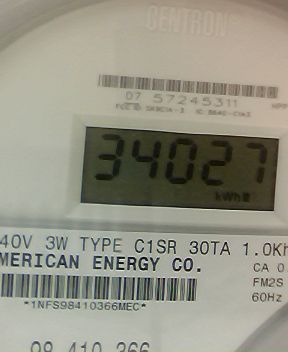 CENTRON
07 57245311
34027
kWh
40V 3W TYPE C1SR 30TA 1.0Kh
MERICAN ENERGY CO.
CA 0.
FM2S
60Hz
*1NFS98410366MEC*
98 410 366